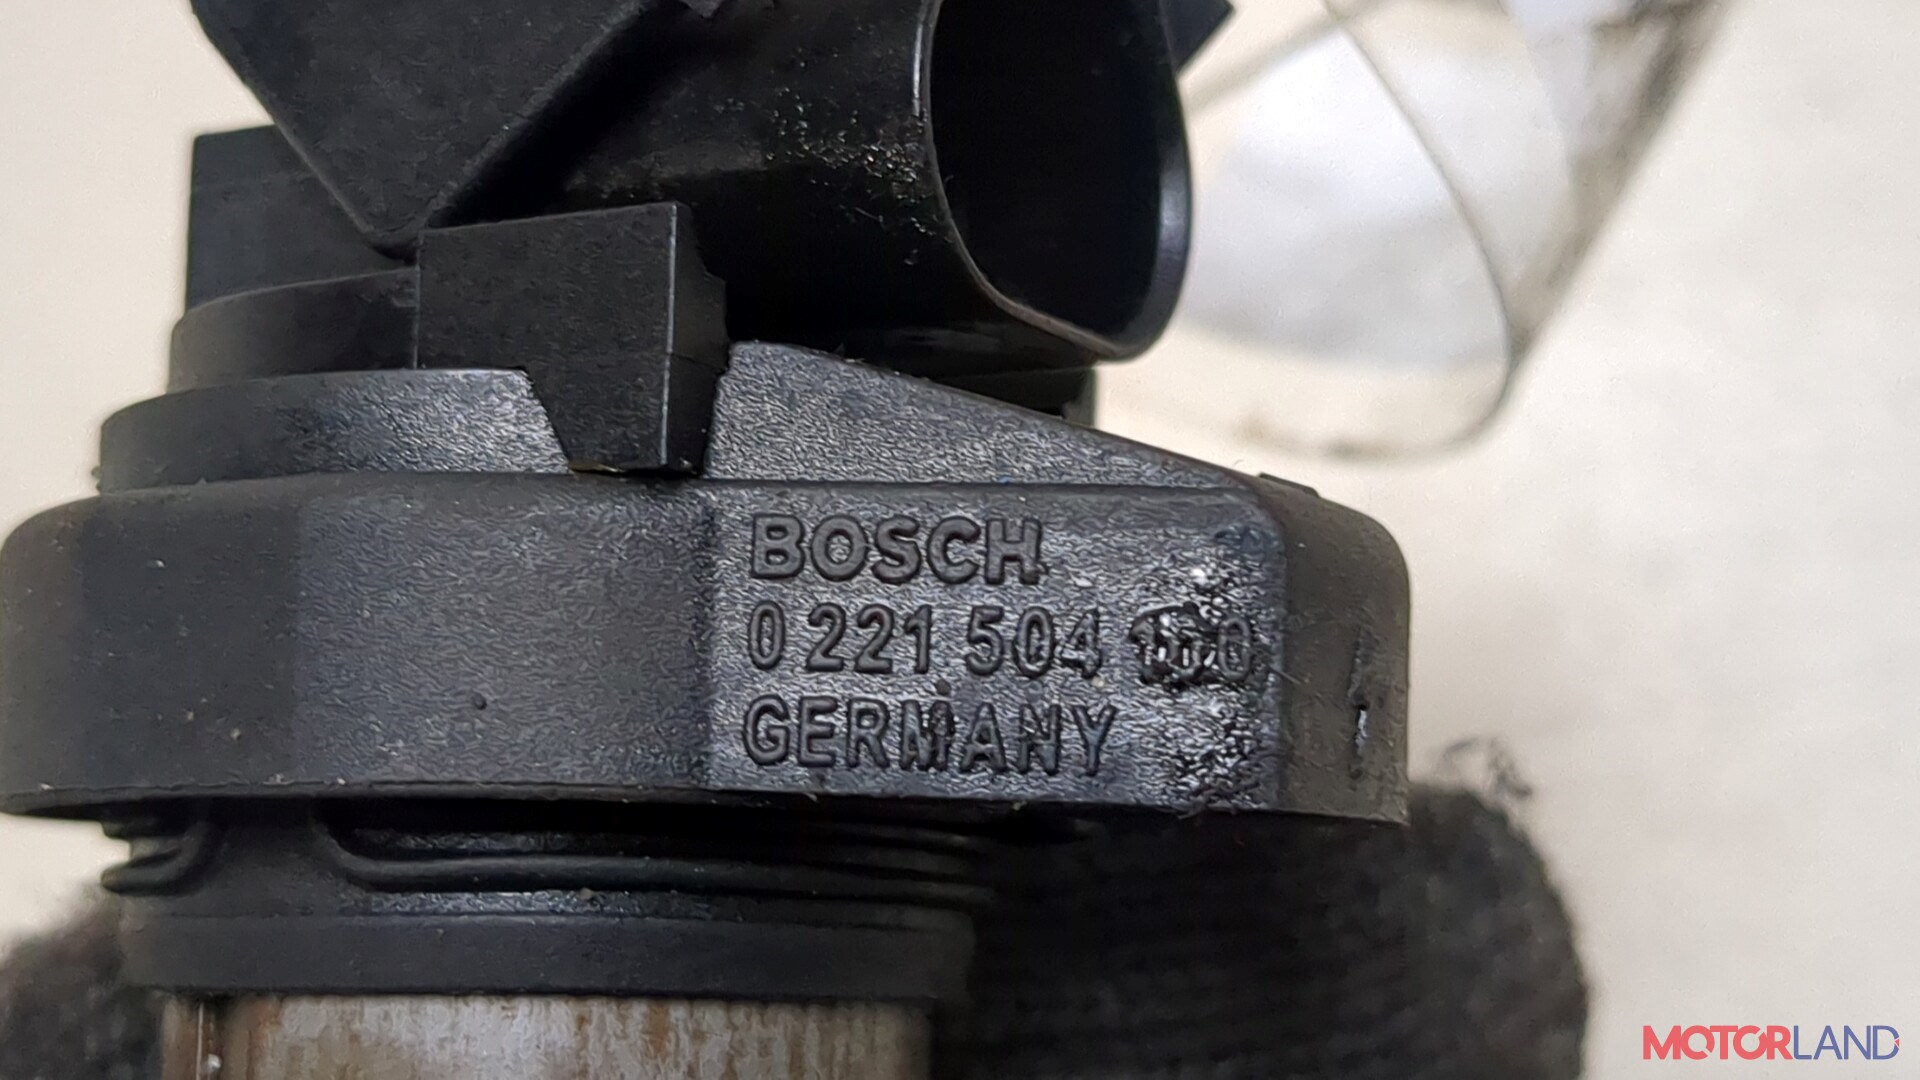 BOSCH
0 221 504
GERMANY
MOTORLAND